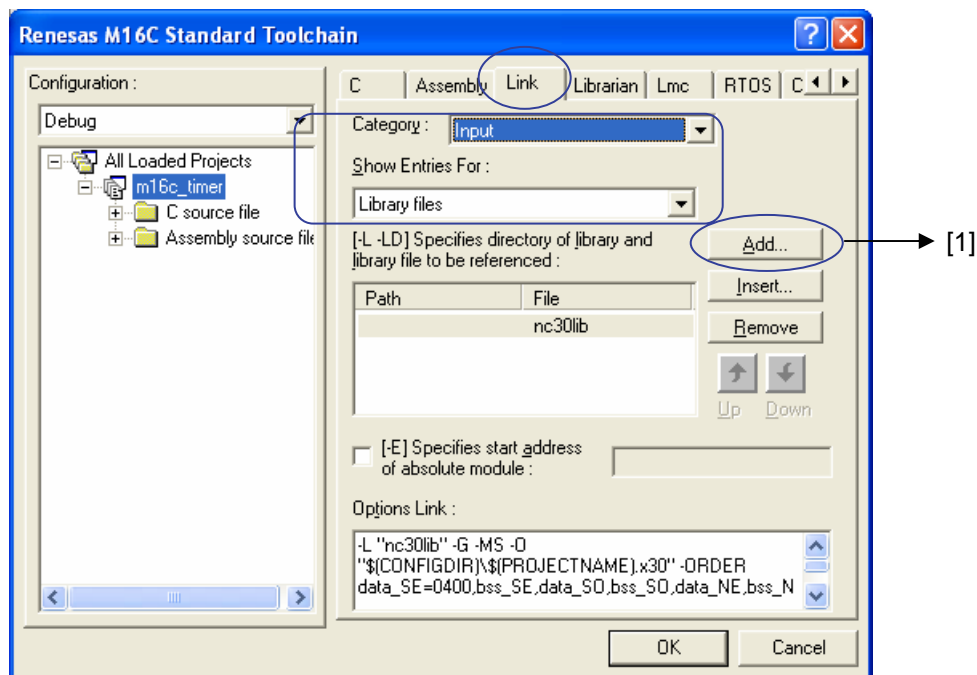 Renesas M16C Standard Toolchain
Configuration :
Debug
All Loaded Projects
m16c_timer
C source file
Assembly source file
C
Assembly
Link
Librarian
Lmc
RTOS
C
Category :
Input
Show Entries For :
Library files
[-L -LD] Specifies directory of library and
library file to be referenced :
Path
File
nc30lib
Add...
[1]
Insert...
Remove
Up
Down
[-E] Specifies start address
of absolute module :
Options Link :
-L "nc30lib" -G -MS -O
"$(CONFIGDIR)\$(PROJECTNAME).x30" -ORDER
data_SE=0400,bss_SE,data_SO,bss_SO,data_NE,bss_N
OK
Cancel